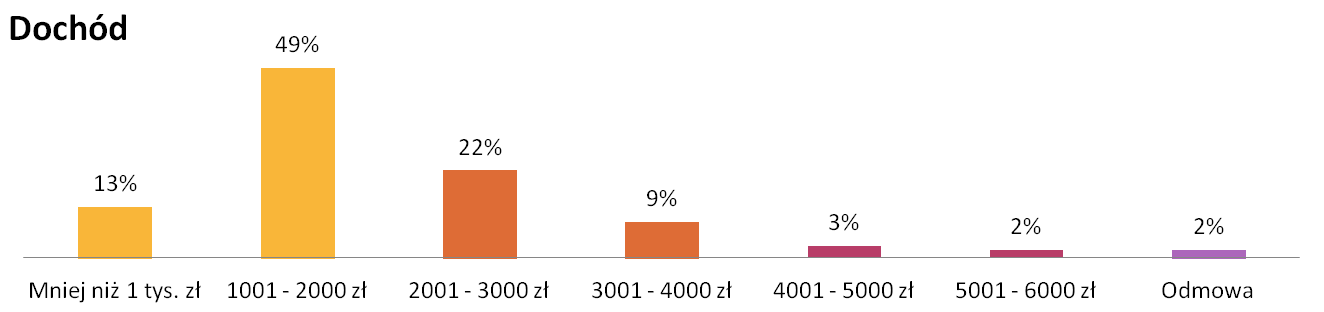 Dochód
49%
22%
13%
9%
3%
2%
2%
Mniej niż 1 tys. zł
1001 - 2000 zł
2001 - 3000 zł
3001 - 4000 zł
4001 - 5000 zł
5001 - 6000 zł
Odmowa